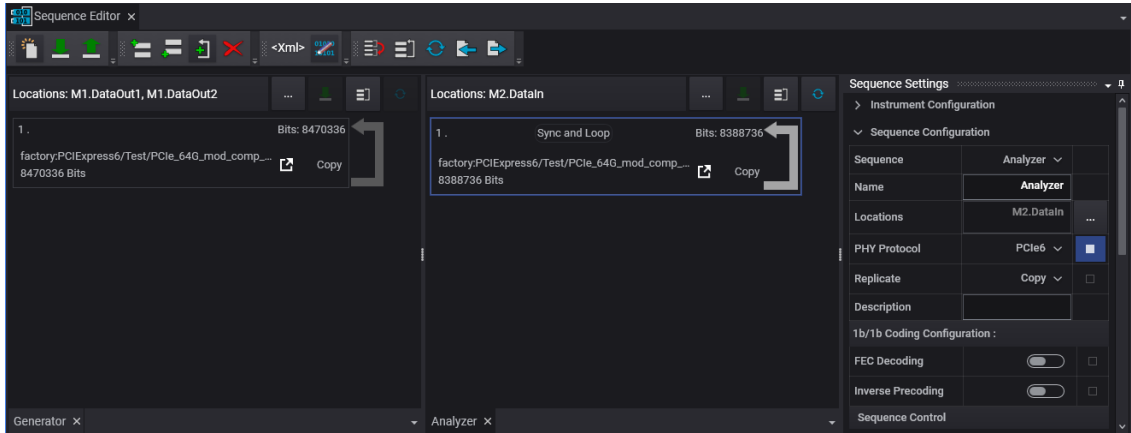 Sequence Editor
<Xml>
Locations: M1.DataOut1, M1.DataOut2
...
1 .
Bits: 8470336
factory:PCIExpress6/Test/PCIe_64G_mod_comp_...
Copy
8470336 Bits
Generator
Locations: M2.DataIn
...
1 .
Sync and Loop
Bits: 8388736
factory:PCIExpress6/Test/PCIe_64G_mod_comp_...
Copy
8388736 Bits
Analyzer
Sequence Settings
Instrument Configuration
Sequence Configuration
Sequence Analyzer
Name Analyzer
Locations M2.DataIn ...
PHY Protocol PCIe6
Replicate Copy
Description
1b/1b Coding Configuration :
FEC Decoding
Inverse Precoding
Sequence Control